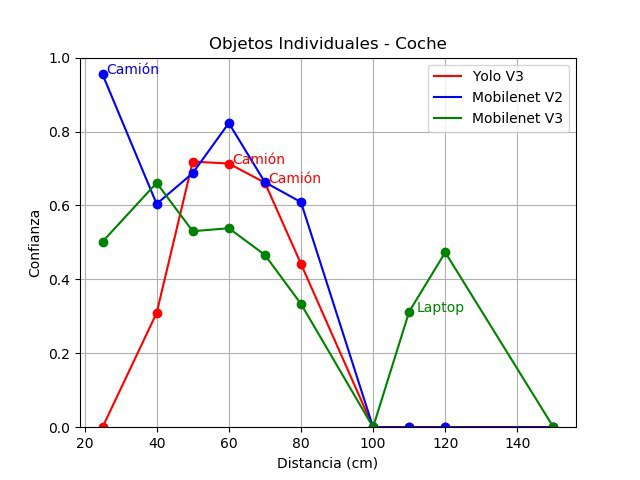 Objetos Individuales - Coche
Yolo V3
Mobilenet V2
Mobilenet V3
Camión
Camión
Camión
Laptop
Confianza
1.0
0.8
0.6
0.4
0.2
0.0
20 40 60 80 100 120 140
Distancia (cm)